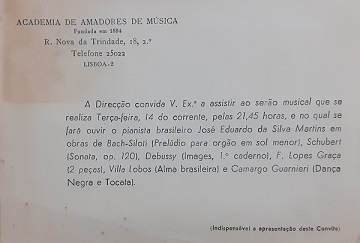 ACADEMIA DE AMADORES DE MÚSICA
Fundada em 1884
R. Nova da Trindade, 18, 2.º
Telefone 25022
LISBOA-2
A Direcção convida V. Ex.ª a assistir ao serão musical que se
realiza Terça-feira, 14 do corrente, pelas 21,45 horas, e no qual se
fará ouvir o pianista brasileiro José Eduardo da Silva Martins em
obras de Bach-Siloti (Prelúdio para orgão em sol menor), Schubert
(Sonata, op. 120), Debussy (Images, 1.º caderno), F. Lopes Graça
(2 peças), Villa Lobos (Alma brasileira) e Camargo Guarnieri (Dança
Negra e Tocata).
(Indispensável a apresentação deste Convite)